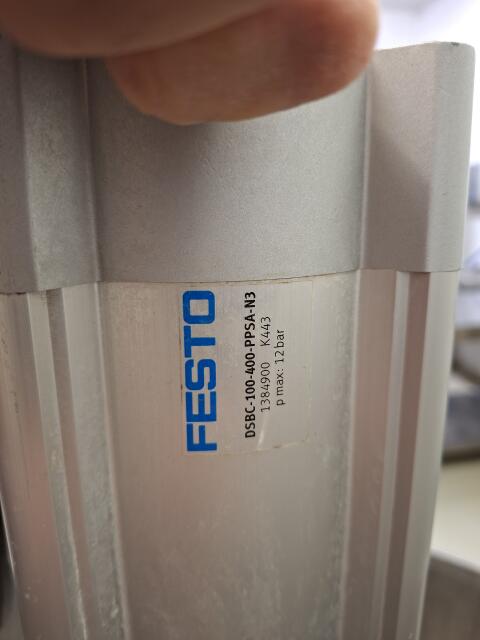 FESTO
DSBC-100-400-PPSA-N3
1384900 K443
p max: 12 bar